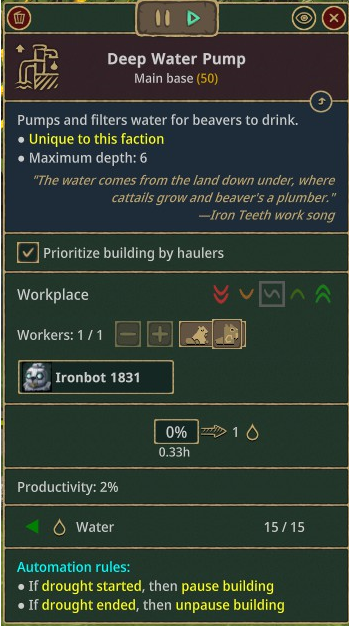 Deep Water Pump
Main base (50)
Pumps and filters water for beavers to drink.
● Unique to this faction
● Maximum depth: 6
"The water comes from the land down under, where
cattails grow and beaver's a plumber."
—Iron Teeth work song
Prioritize building by haulers
Workplace
Workers: 1 / 1
Ironbot 1831
0% 1
0.33h
Productivity: 2%
Water 15 / 15
Automation rules:
● If drought started, then pause building
● If drought ended, then unpause building